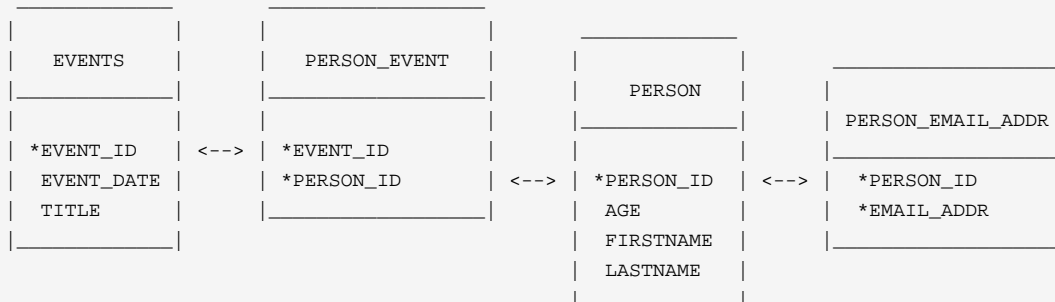 EVENTS
PERSON_EVENT
PERSON
PERSON_EMAIL_ADDR
*EVENT_ID <--> *EVENT_ID
EVENT_DATE *PERSON_ID <--> *PERSON_ID <--> *PERSON_ID
TITLE AGE *EMAIL_ADDR
FIRSTNAME
LASTNAME